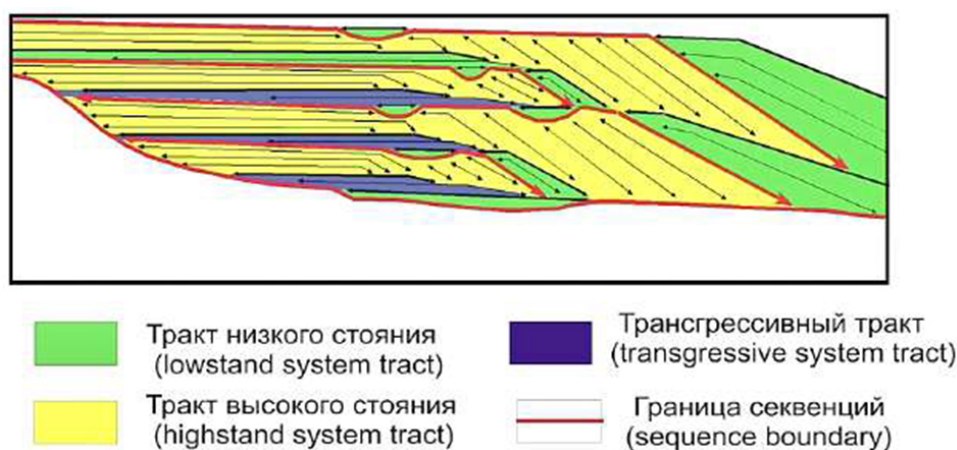 Тракт низкого стояния
(lowstand system tract)
Тракт высокого стояния
(highstand system tract)
Трансгрессивный тракт
(transgressive system tract)
Граница секвенций
(sequence boundary)